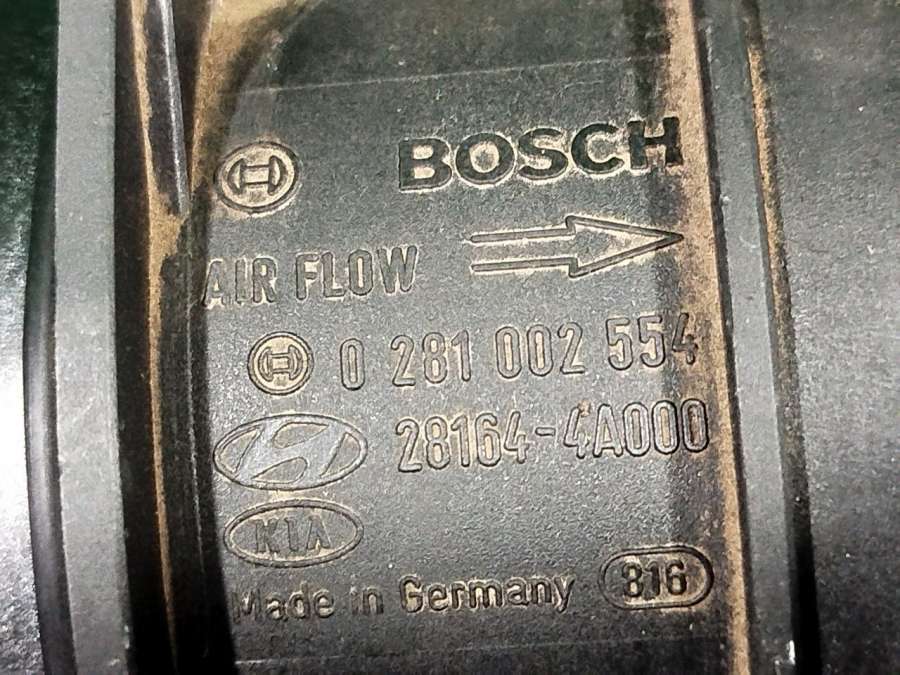 BOSCH
AIR FLOW
0 281 002 554
28164-4A000
KIA
Made in Germany 816